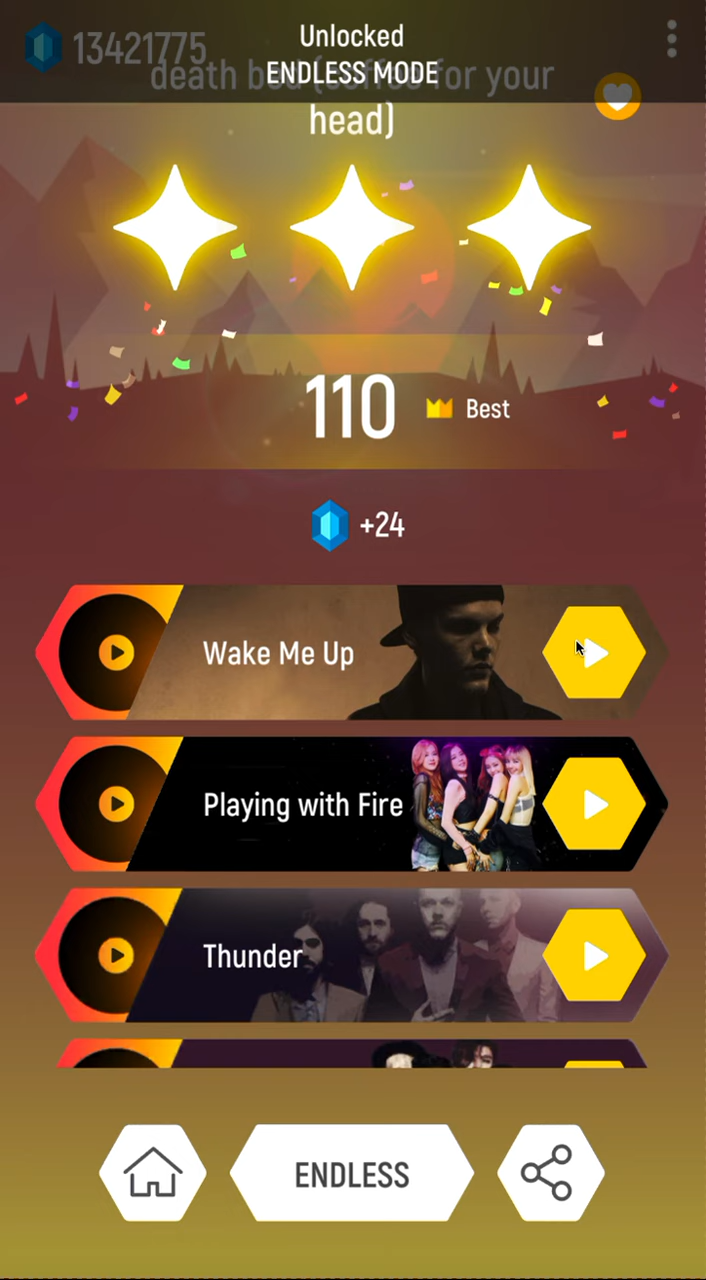 13421775
Unlocked
ENDLESS MODE
death bed (coffee for your
head)
110
Best
+24
Wake Me Up
Playing with Fire
Thunder
ENDLESS